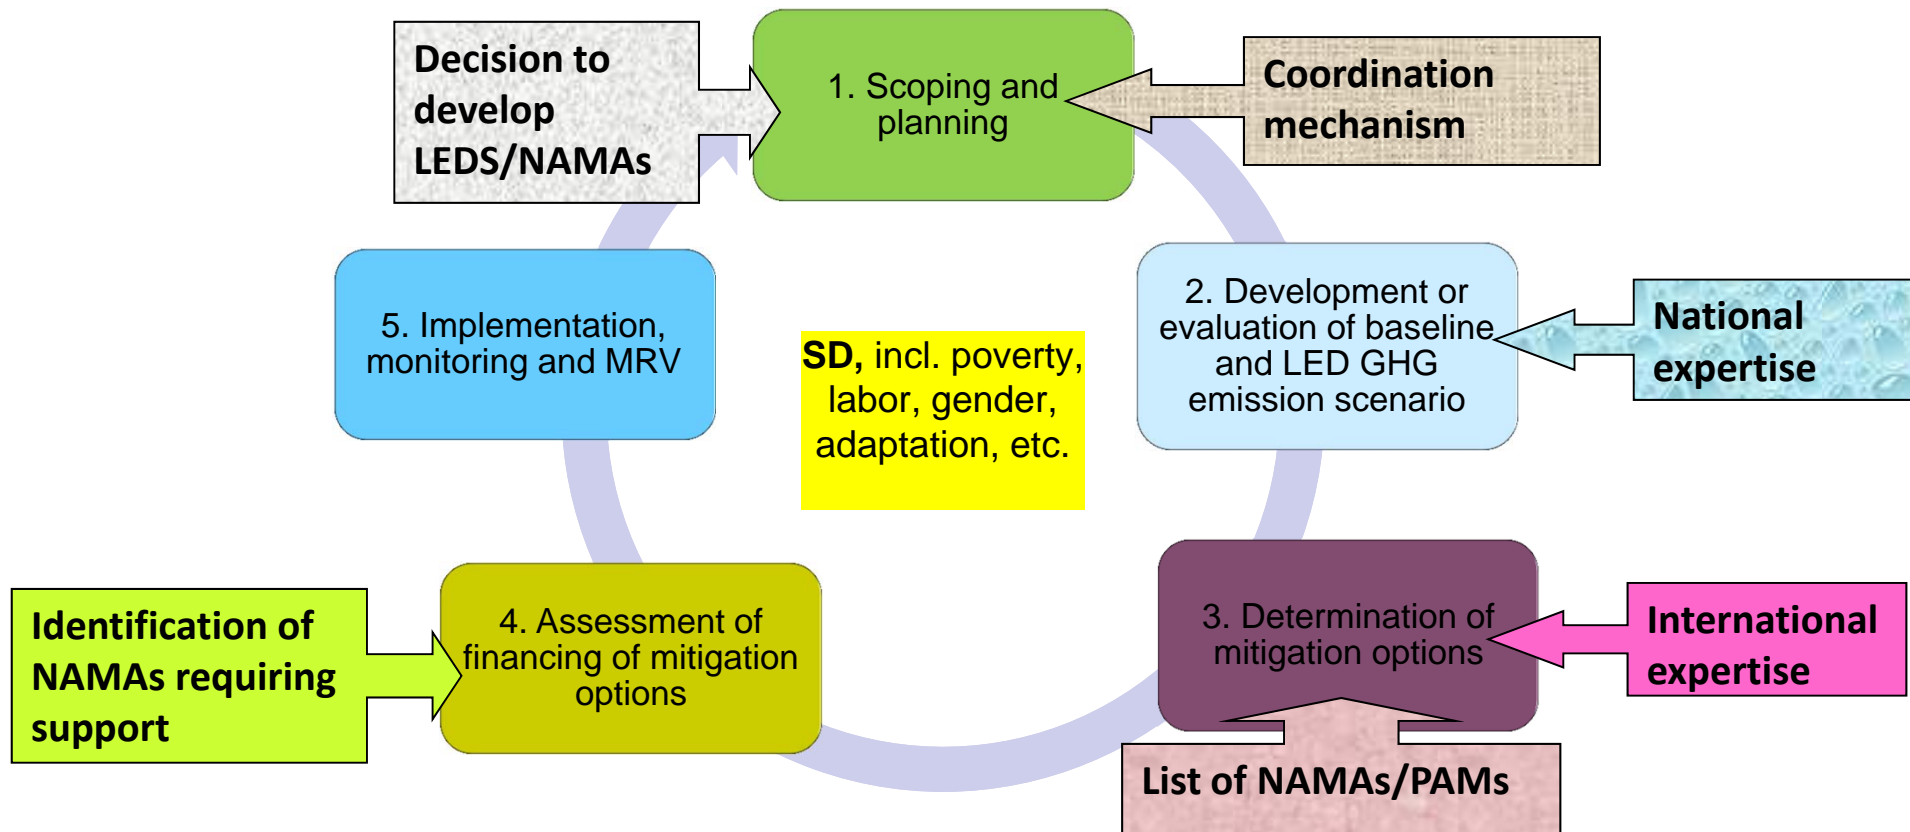 Decision to
develop
LEDS/NAMAs
1. Scoping and
planning
Coordination
mechanism
2. Development or
evaluation of baseline
and LED GHG
emission scenario
National
expertise
3. Determination of
mitigation options
International
expertise
List of NAMAs/PAMs
4. Assessment of
financing of mitigation
options
Identification of
NAMAs requiring
support
5. Implementation,
monitoring and MRV
SD, incl. poverty,
labor, gender,
adaptation, etc.